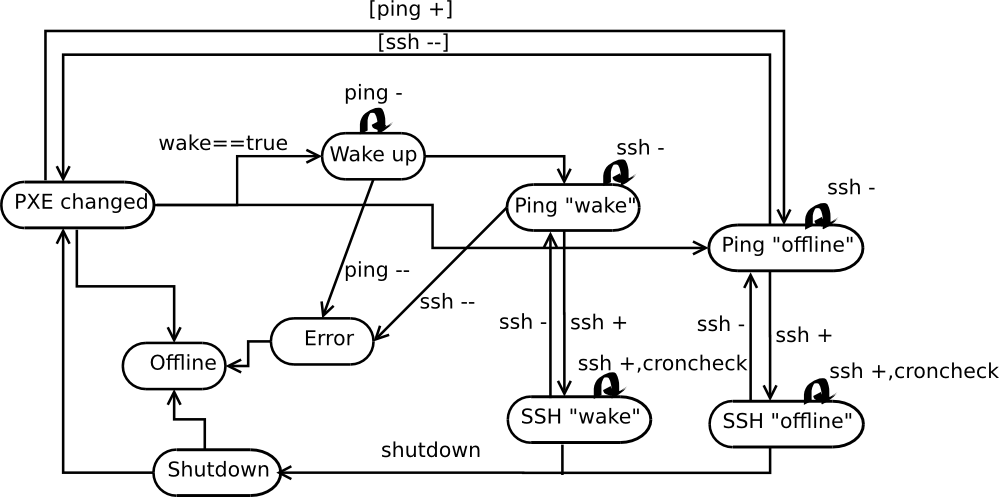 [ping +]
[ssh --]
ping -
wake==true
Wake up
ssh -
ssh -
PXE changed
Ping "wake"
Ping "offline"
ping --
ssh --
ssh -
ssh +
ssh -
ssh +
Error
Offline
ssh +,croncheck
ssh +,croncheck
SSH "wake"
SSH "offline"
shutdown
Shutdown